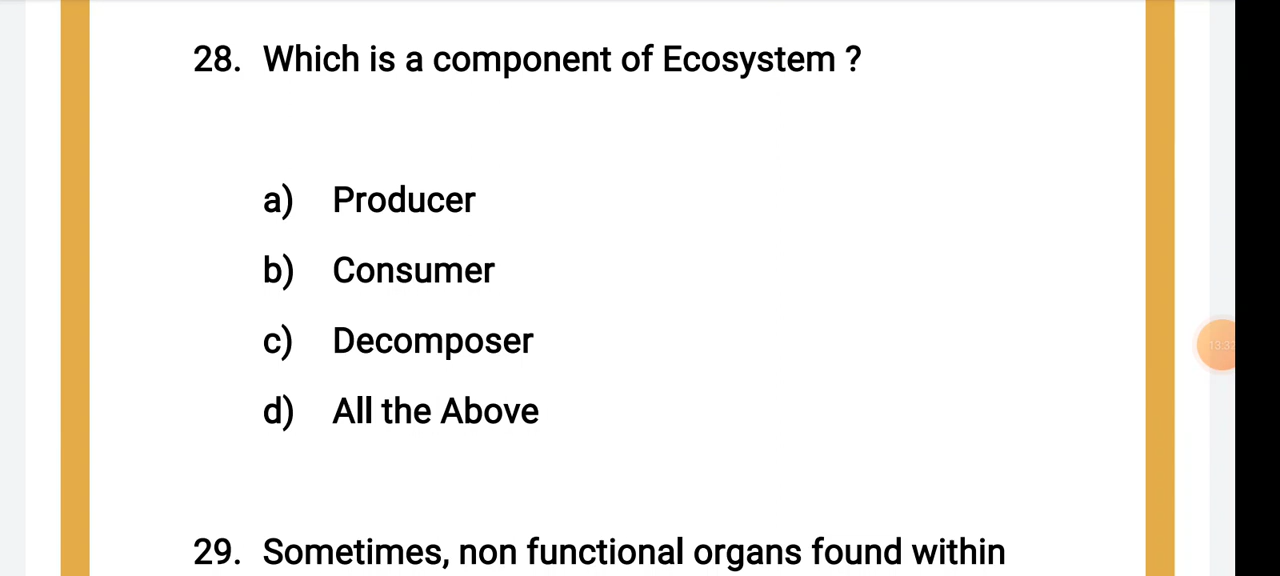 28. Which is a component of Ecosystem ?
a) Producer
b) Consumer
c) Decomposer
d) All the Above
29. Sometimes, non functional organs found within